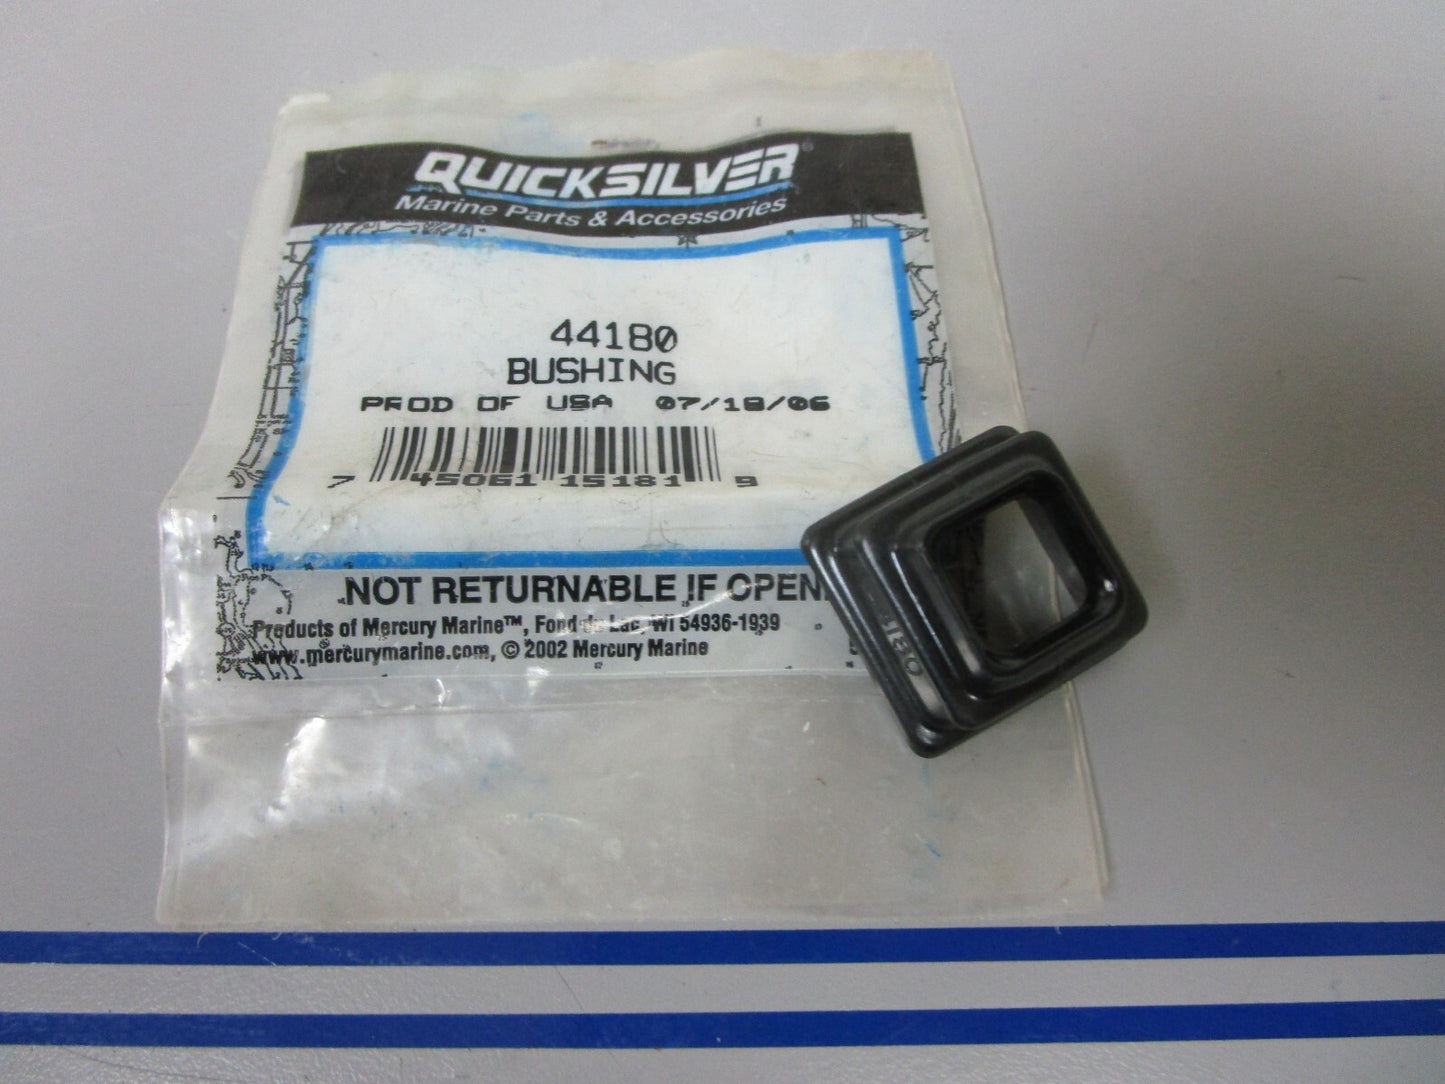 QUICKSILVER®
Marine Parts & Accessories
44180
BUSHING
PROD OF USA 07/18/06
7 45061 15181 9
NOT RETURNABLE IF OPEN
Products of Mercury Marine™, Fond du Lac, WI 54936-1939
www.mercurymarine.com, © 2002 Mercury Marine